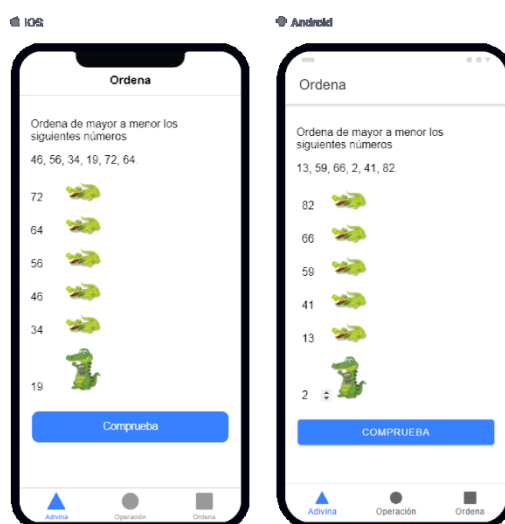 iOS
Ordena
Ordena de mayor a menor los
siguientes números
46, 56, 34, 19, 72, 64.
72
64
56
46
34
19
Comprueba
Adivina
Operación
Ordena
Android
Ordena
Ordena de mayor a menor los
siguientes números
13, 59, 66, 2, 41, 82.
82
66
59
41
13
2
COMPRUEBA
Adivina
Operación
Ordena